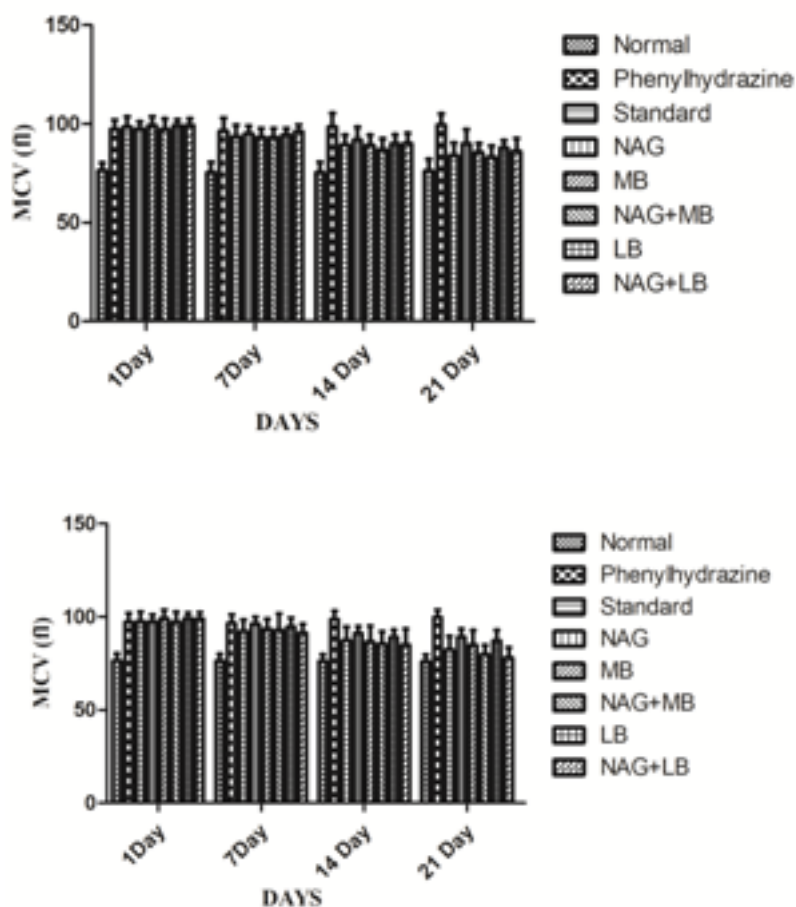 150
100
50
0
MCV (fl)
1Day
7Day
14 Day
21 Day
DAYS
Normal
Phenylhydrazine
Standard
NAG
MB
NAG+MB
LB
NAG+LB
150
100
50
0
MCV (fl)
1Day
7Day
14 Day
21 Day
DAYS
Normal
Phenylhydrazine
Standard
NAG
MB
NAG+MB
LB
NAG+LB